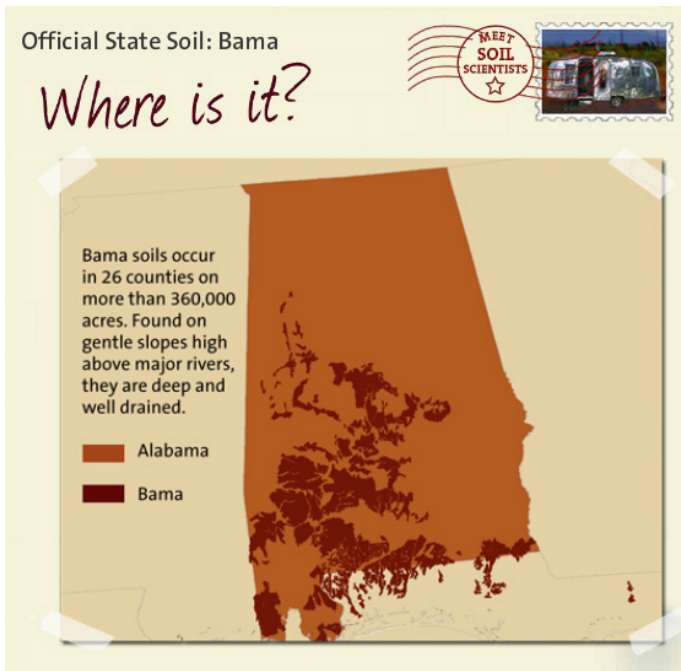 Official State Soil: Bama
Where is it?
MEET
SOIL
SCIENTISTS
Bama soils occur
in 26 counties on
more than 360,000
acres. Found on
gentle slopes high
above major rivers,
they are deep and
well drained.
Alabama
Bama